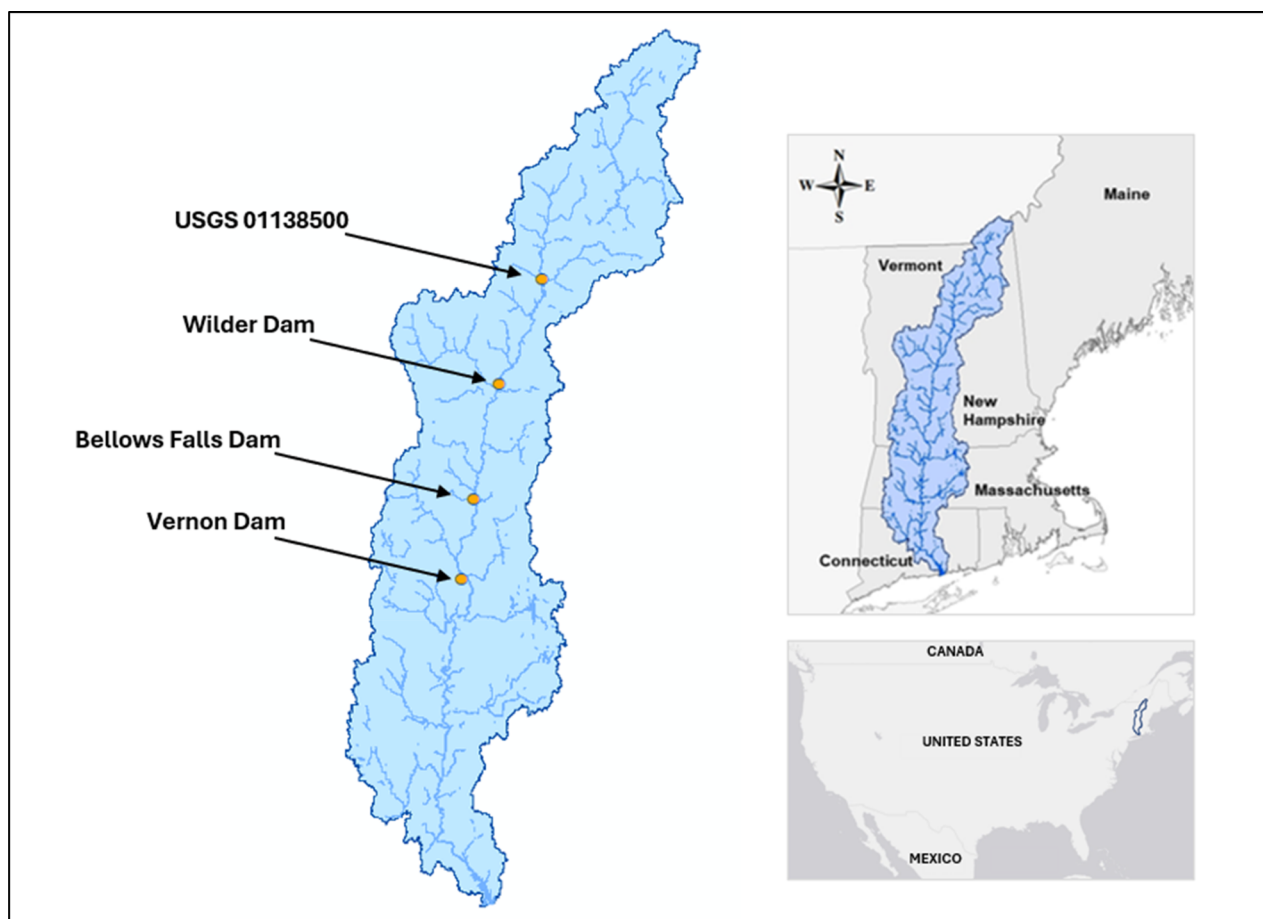 USGS 01138500
Wilder Dam
Bellows Falls Dam
Vernon Dam
N
W E
S
Maine
Vermont
New
Hampshire
Massachusetts
Connecticut
CANADA
UNITED STATES
MEXICO